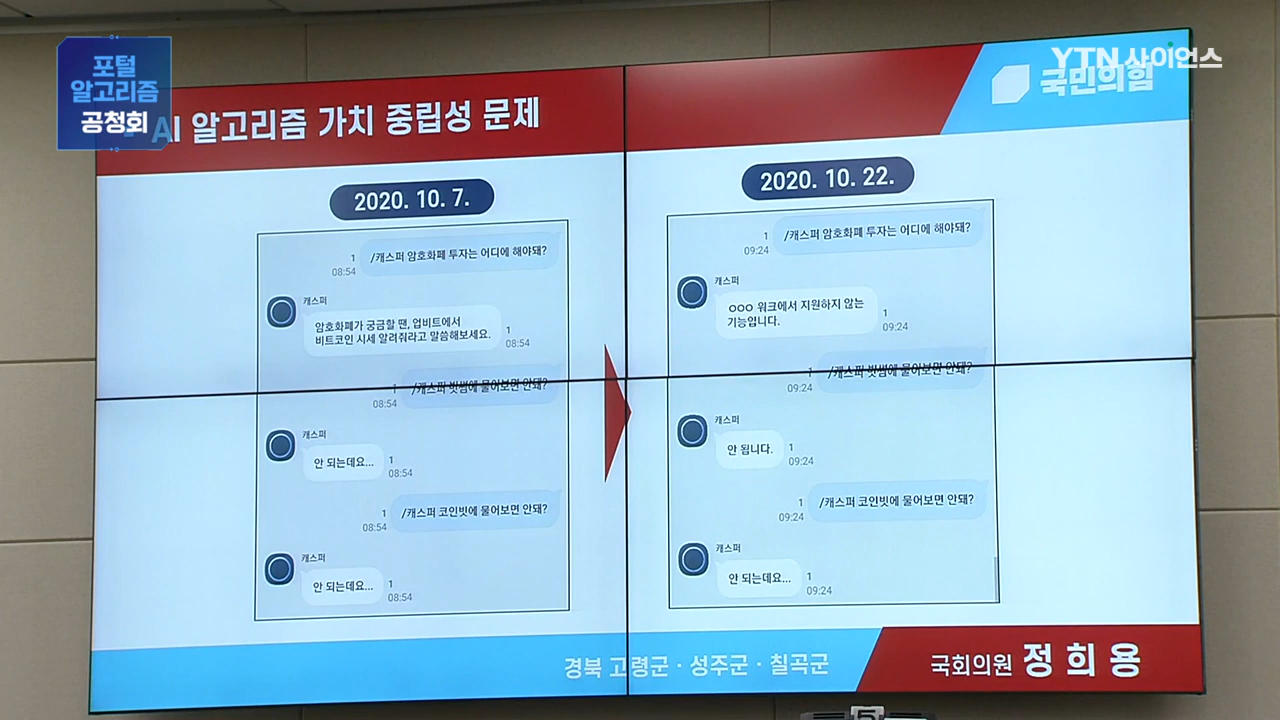 포털
알고리즘
공청회
YTN 사이언스
국민의힘
AI 알고리즘 가치 중립성 문제
2020. 10. 7.
/캐스퍼 암호화폐 투자는 어디에 해야돼?
1
08:54
캐스퍼
암호화폐가 궁금할 땐, 업비트에서
비트코인 시세 알려줘라고 말씀해보세요.
1
08:54
/캐스퍼 빗썸에 물어보면 안돼?
1
08:54
캐스퍼
안 되는데요...
1
08:54
/캐스퍼 코인빗에 물어보면 안돼?
1
08:54
캐스퍼
안 되는데요...
1
08:54
2020. 10. 22.
/캐스퍼 암호화폐 투자는 어디에 해야돼?
1
09:24
캐스퍼
OOO 워크에서 지원하지 않는
기능입니다.
1
09:24
/캐스퍼 빗썸에 물어보면 안돼?
1
09:24
캐스퍼
안 됩니다.
1
09:24
/캐스퍼 코인빗에 물어보면 안돼?
1
09:24
캐스퍼
안 되는데요...
1
09:24
경북 고령군 · 성주군 · 칠곡군
국회의원 정희용